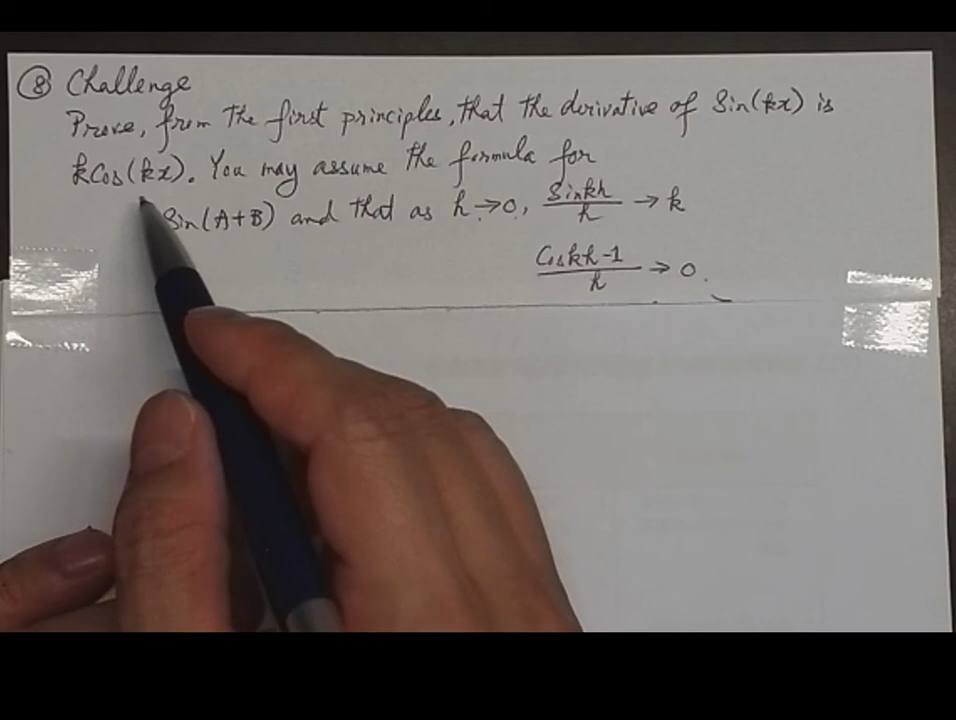 ⑧ Challenge
Prove, from the first principles, that the derivative of Sin(kx) is
kCos(kx). You may assume the formula for
Sin(A+B) and that as h→0, Sinkh/h → k
Coskh-1/h → 0.